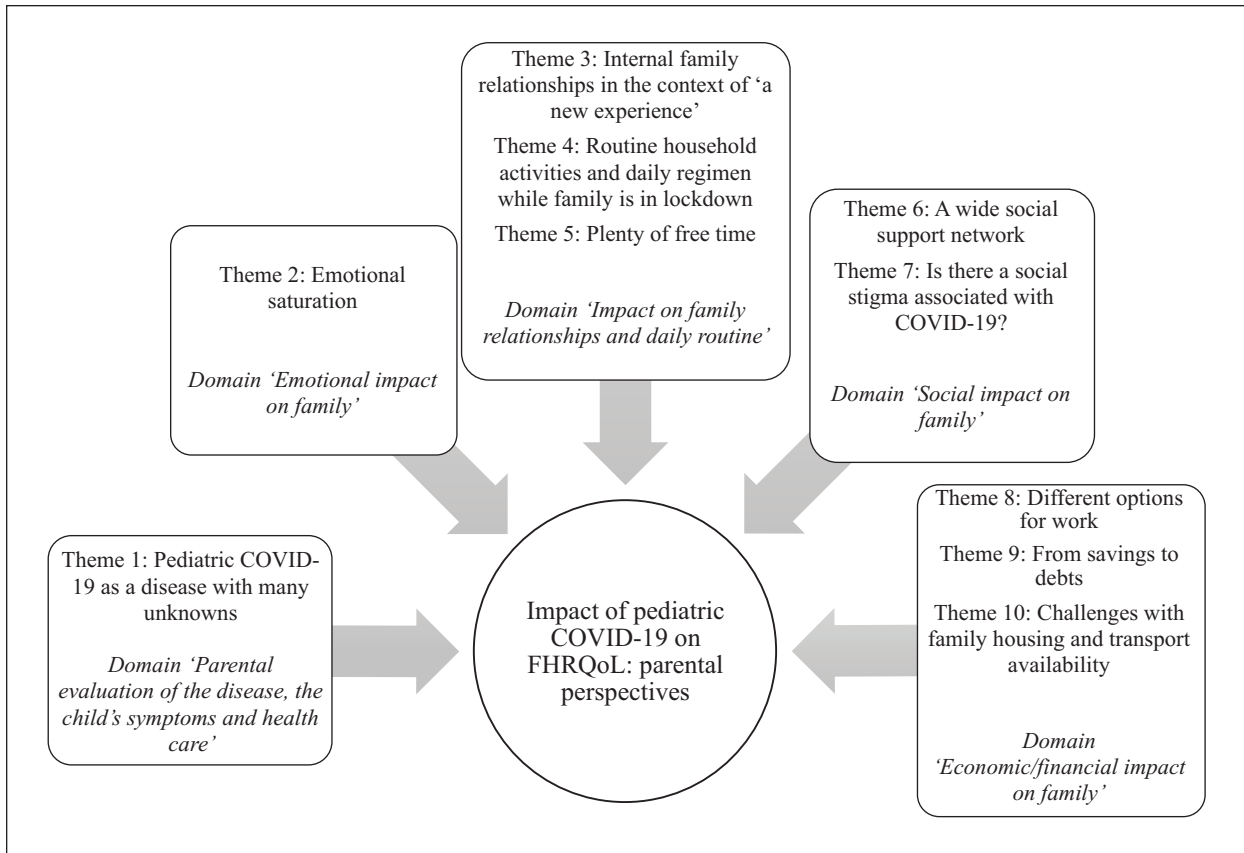 Theme 1: Pediatric COVID-
19 as a disease with many
unknowns
Domain ‘Parental
evaluation of the disease, the
child’s symptoms and health
care’
Theme 2: Emotional
saturation
Domain ‘Emotional impact
on family’
Theme 3: Internal family
relationships in the context of ‘a
new experience’
Theme 4: Routine household
activities and daily regimen
while family is in lockdown
Theme 5: Plenty of free time
Domain ‘Impact on family
relationships and daily routine’
Theme 6: A wide social
support network
Theme 7: Is there a social
stigma associated with
COVID-19?
Domain ‘Social impact on
family’
Theme 8: Different options
for work
Theme 9: From savings to
debts
Theme 10: Challenges with
family housing and transport
availability
Domain
‘Economic/financial impact
on family’
Impact of pediatric
COVID-19 on
FHRQoL: parental
perspectives